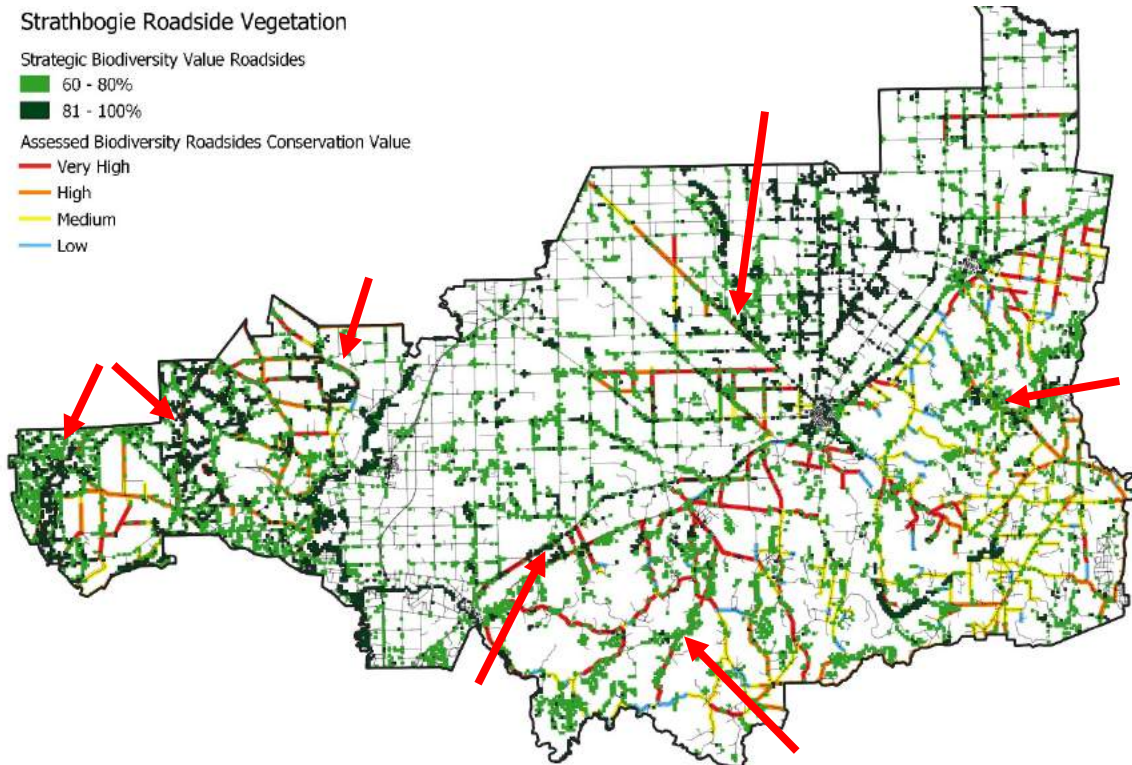 Strathbogie Roadside Vegetation
Strategic Biodiversity Value Roadsides
60 - 80%
81 - 100%
Assessed Biodiversity Roadsides Conservation Value
Very High
High
Medium
Low